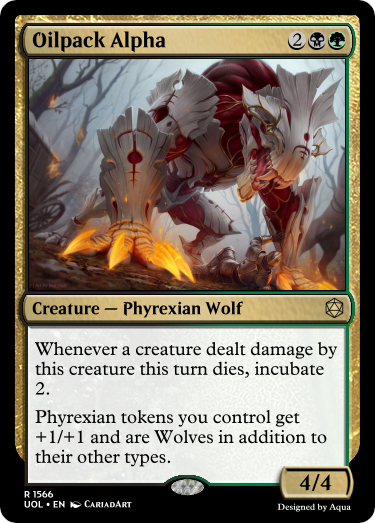 Oilpack Alpha 2
Creature — Phyrexian Wolf
Whenever a creature dealt damage by
this creature this turn dies, incubate
2.
Phyrexian tokens you control get
+1/+1 and are Wolves in addition to
their other types.
4/4
R 1566
UOL • EN CariadArt
Designed by Aqua